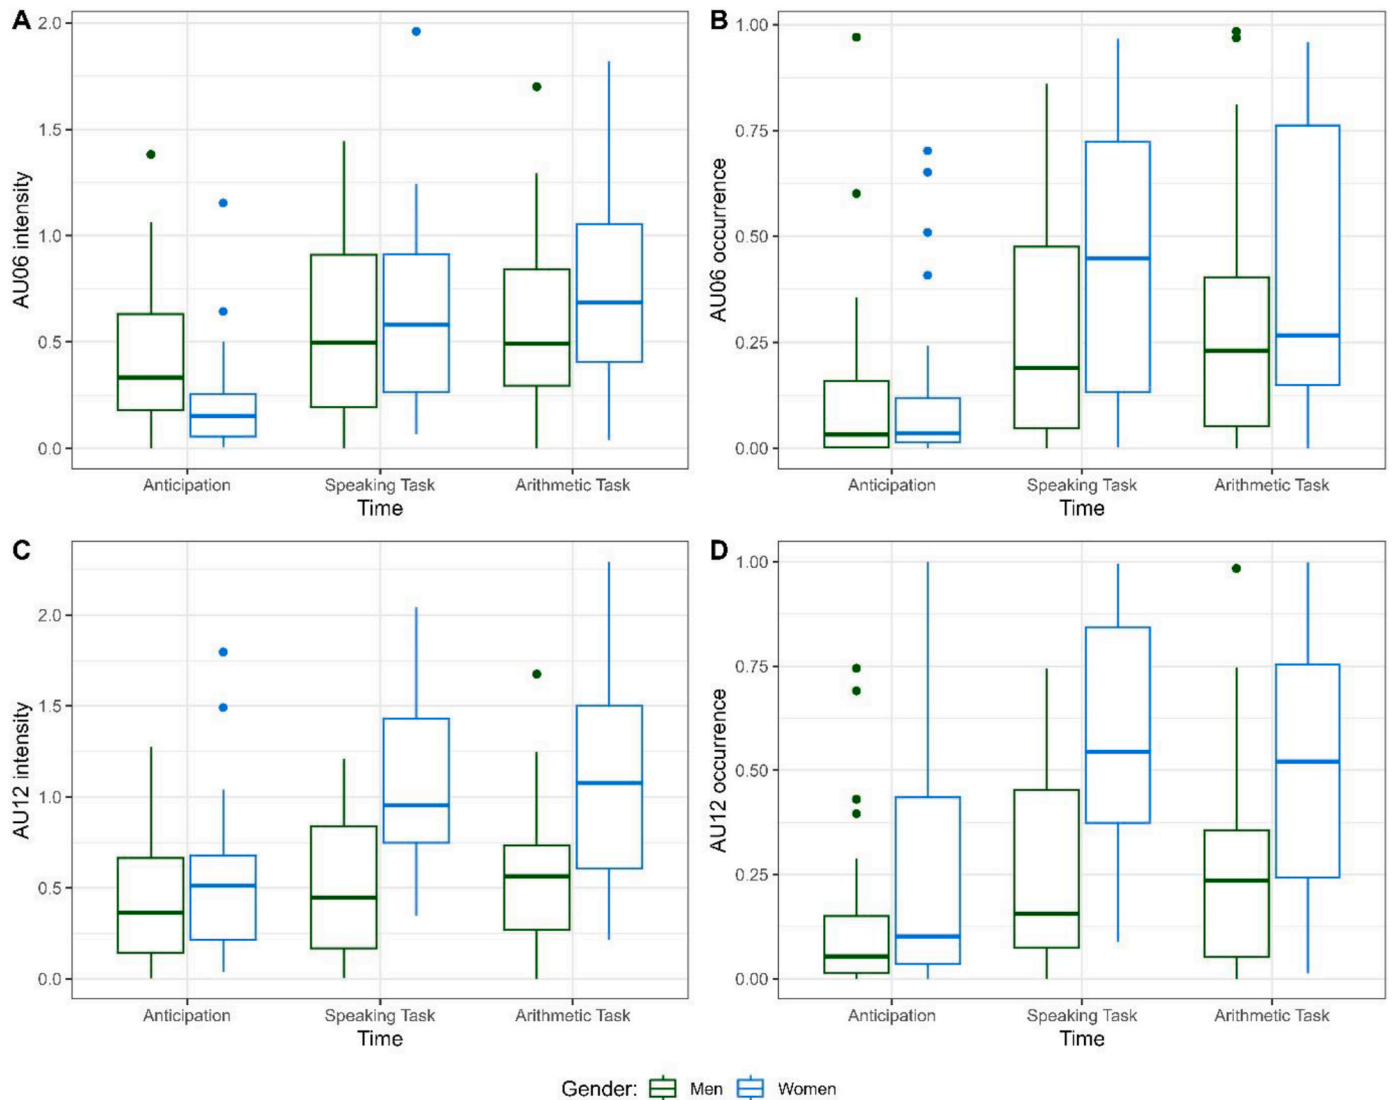 A
AU06 intensity
2.0
1.5
1.0
0.5
0.0
Anticipation Speaking Task Arithmetic Task
Time
B
AU06 occurrence
1.00
0.75
0.50
0.25
0.00
Anticipation Speaking Task Arithmetic Task
Time
C
AU12 intensity
2.0
1.5
1.0
0.5
0.0
Anticipation Speaking Task Arithmetic Task
Time
D
AU12 occurrence
1.00
0.75
0.50
0.25
0.00
Anticipation Speaking Task Arithmetic Task
Time
Gender: Men Women